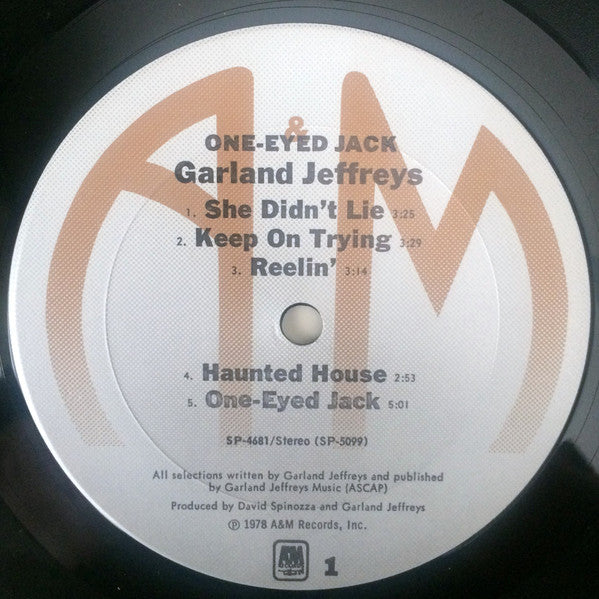 A&M
ONE-EYED JACK
Garland Jeffreys
1. She Didn't Lie 3:25
2. Keep On Trying 3:29
3. Reelin' 3:14
4. Haunted House 2:53
5. One-Eyed Jack 5:01
SP-4681/Stereo (SP-5099)
All selections written by Garland Jeffreys and published
by Garland Jeffreys Music (ASCAP)
Produced by David Spinozza and Garland Jeffreys
℗ 1978 A&M Records, Inc.
AM 1